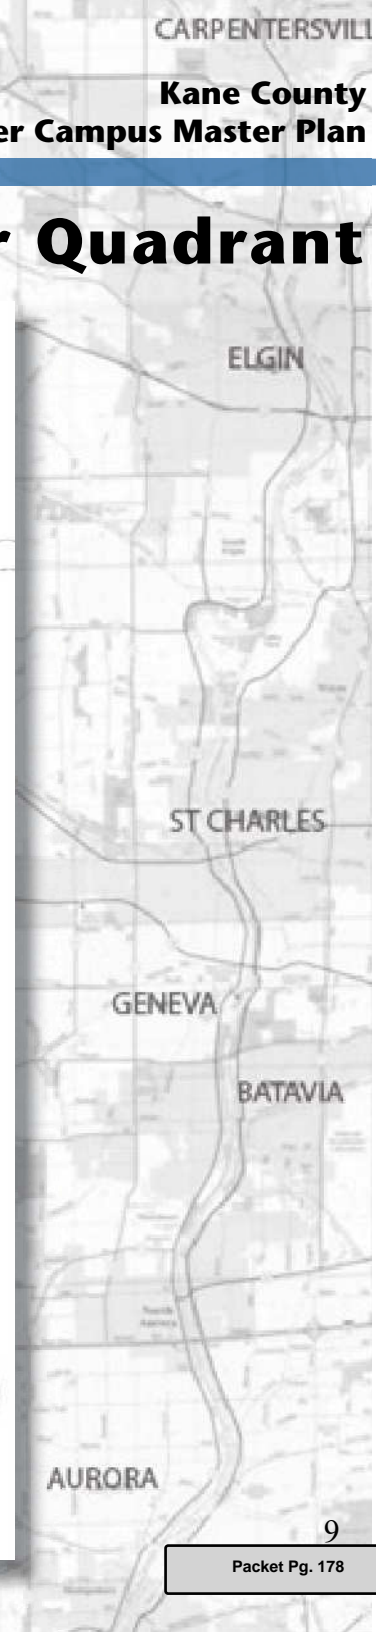 CARPENTERSVILL
Kane County
er Campus Master Plan
r Quadrant
ELGIN
ST CHARLES
GENEVA
BATAVIA
AURORA
9
Packet Pg. 178